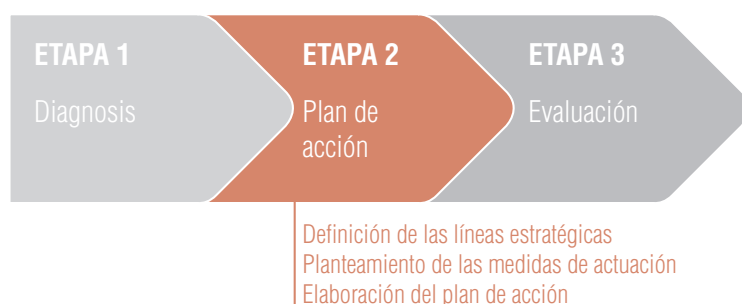 ETAPA 1
Diagnosis
ETAPA 2
Plan de
acción
ETAPA 3
Evaluación
Definición de las líneas estratégicas
Planteamiento de las medidas de actuación
Elaboración del plan de acción